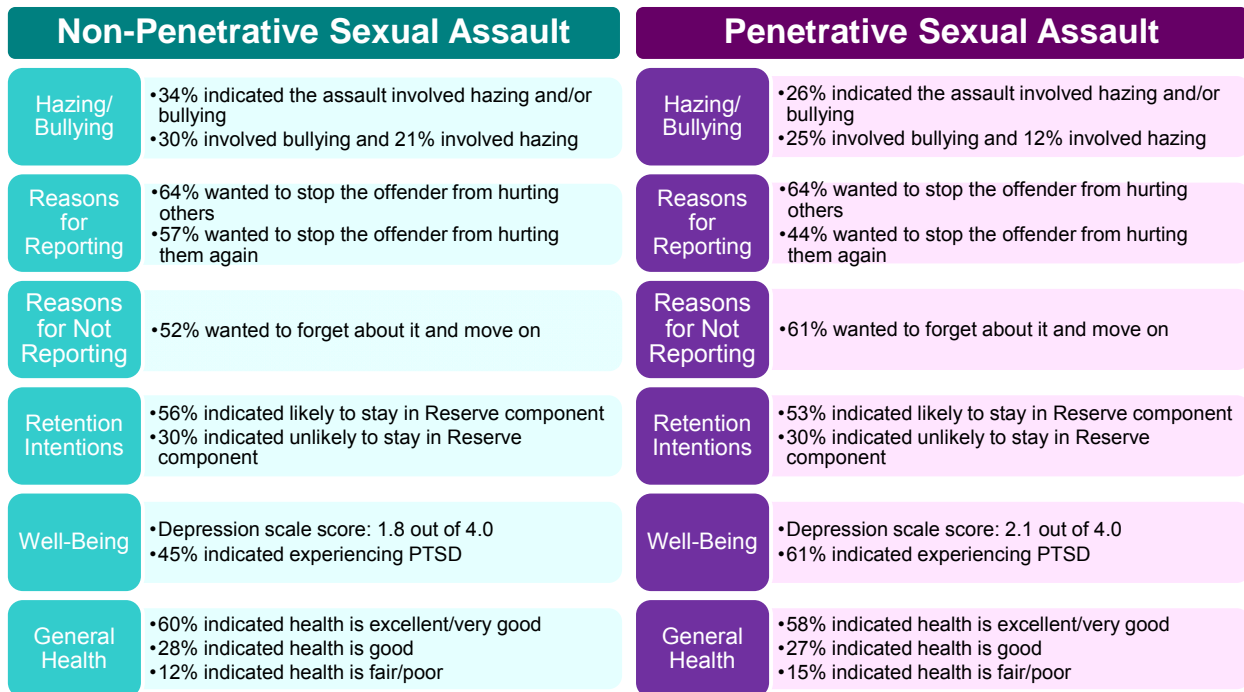 Non-Penetrative Sexual Assault
Hazing/
Bullying
•34% indicated the assault involved hazing and/or
bullying
•30% involved bullying and 21% involved hazing
Reasons
for
Reporting
•64% wanted to stop the offender from hurting
others
•57% wanted to stop the offender from hurting
them again
Reasons
for Not
Reporting
•52% wanted to forget about it and move on
Retention
Intentions
•56% indicated likely to stay in Reserve component
•30% indicated unlikely to stay in Reserve
component
Well-Being
•Depression scale score: 1.8 out of 4.0
•45% indicated experiencing PTSD
General
Health
•60% indicated health is excellent/very good
•28% indicated health is good
•12% indicated health is fair/poor
Penetrative Sexual Assault
Hazing/
Bullying
•26% indicated the assault involved hazing and/or
bullying
•25% involved bullying and 12% involved hazing
Reasons
for
Reporting
•64% wanted to stop the offender from hurting
others
•44% wanted to stop the offender from hurting
them again
Reasons
for Not
Reporting
•61% wanted to forget about it and move on
Retention
Intentions
•53% indicated likely to stay in Reserve component
•30% indicated unlikely to stay in Reserve
component
Well-Being
•Depression scale score: 2.1 out of 4.0
•61% indicated experiencing PTSD
General
Health
•58% indicated health is excellent/very good
•27% indicated health is good
•15% indicated health is fair/poor